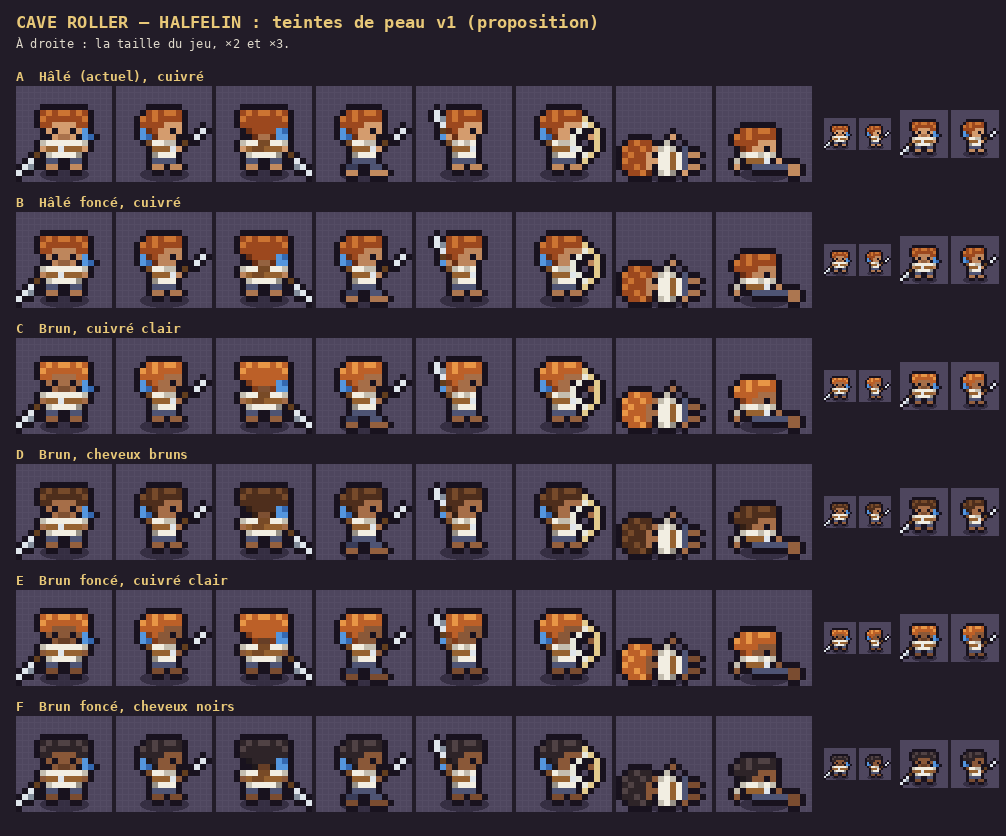 CAVE ROLLER — HALFELIN : teintes de peau v1 (proposition)
À droite : la taille du jeu, ×2 et ×3.
A Hâlé (actuel), cuivré
B Hâlé foncé, cuivré
C Brun, cuivré clair
D Brun, cheveux bruns
E Brun foncé, cuivré clair
F Brun foncé, cheveux noirs